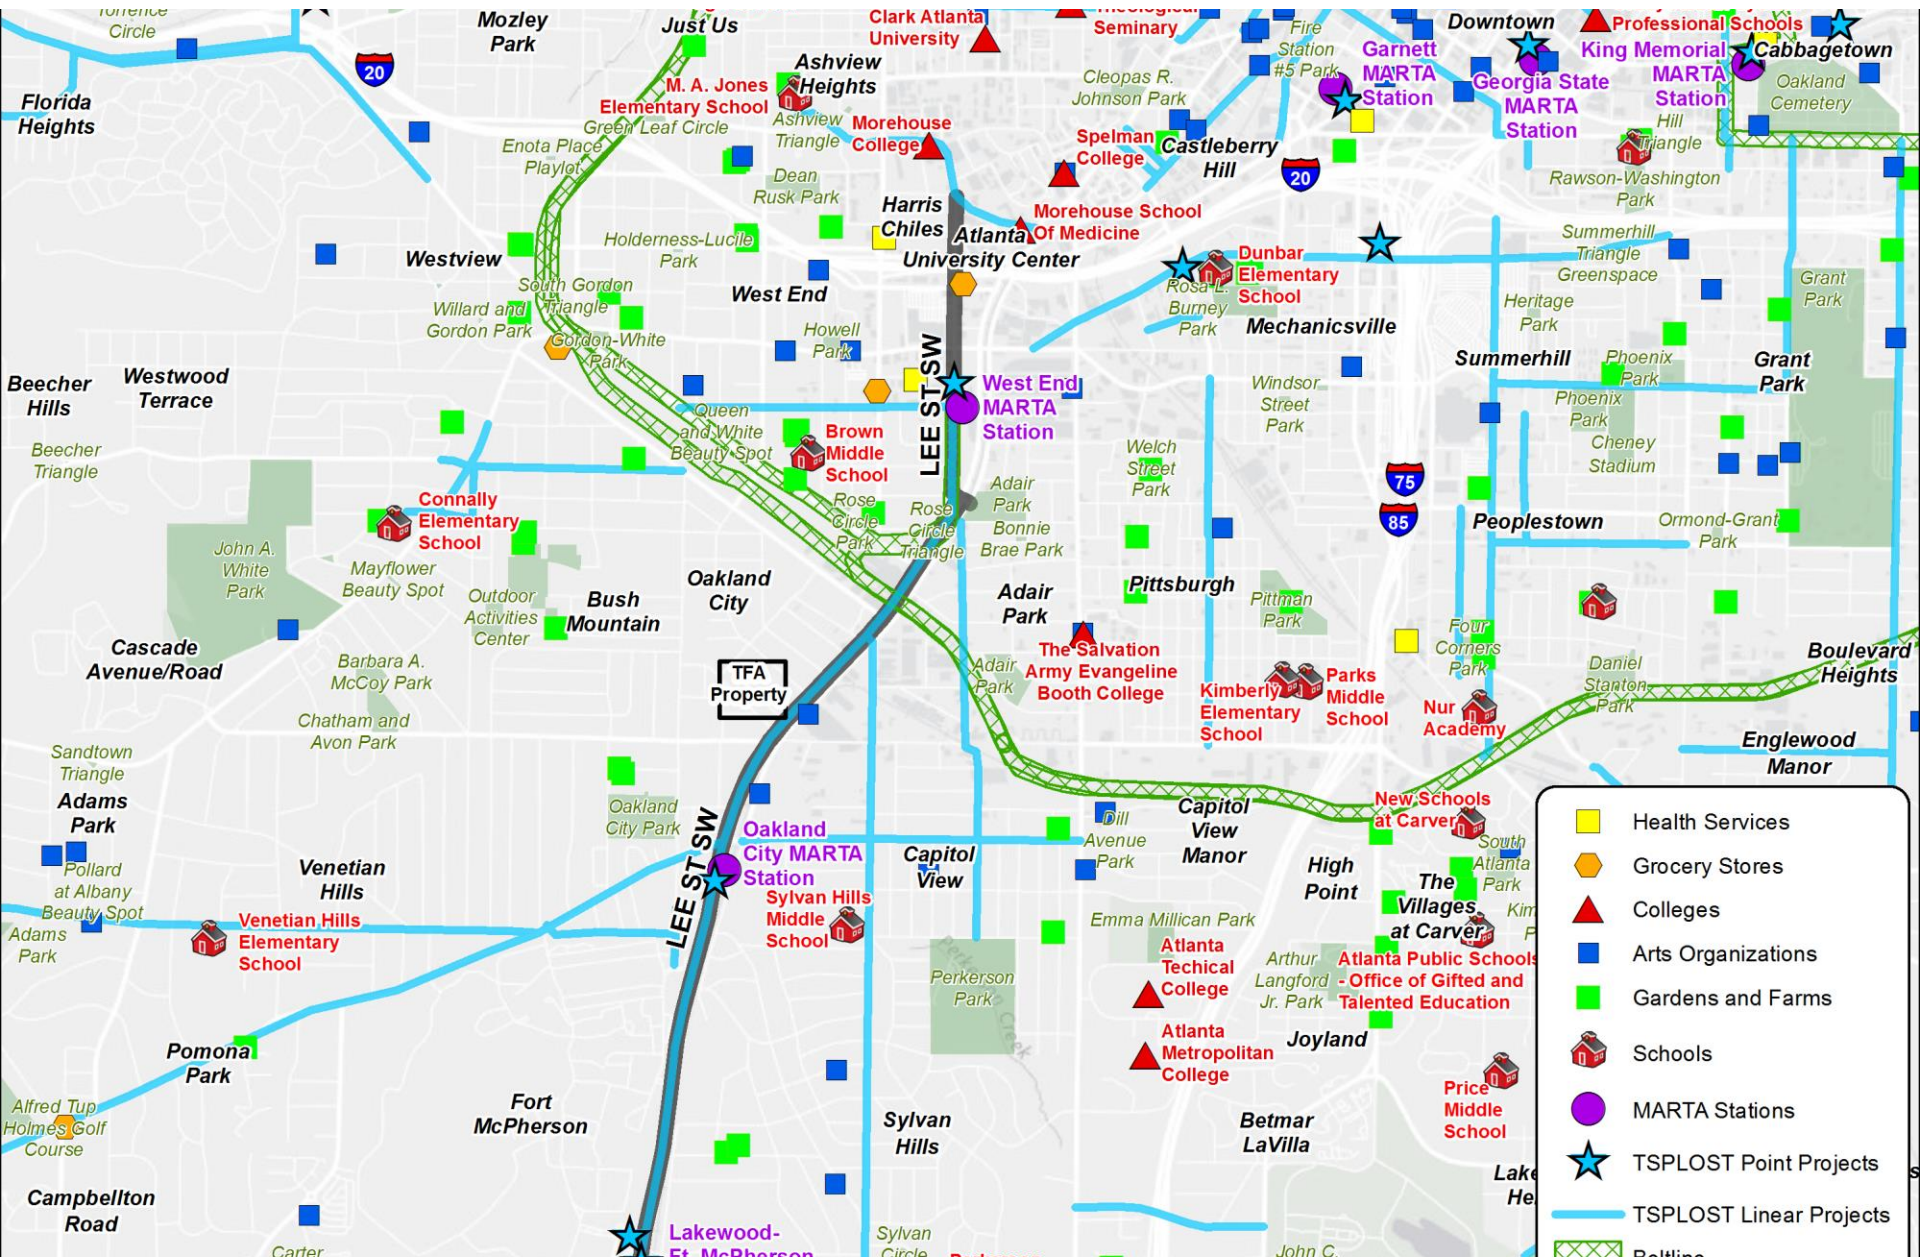 Torrence
Circle
Mozley
Park
Just Us
Clark Atlanta
University
Theological
Seminary
Fire
Station
#5 Park
Garnett
MARTA
Station
Downtown
Professional Schools
King Memorial
MARTA
Station
Cabbagetown
Oakland
Cemetery
20
Florida
Heights
M. A. Jones
Elementary School
Ashview
Heights
Green Leaf Circle
Ashview
Triangle
Enota Place
Playlot
Morehouse
College
Cleopas R.
Johnson Park
Spelman
College
Castleberry
Hill
20
Georgia State
MARTA
Station
Hill
Triangle
Rawson-Washington
Park
Dean
Rusk Park
Harris
Chiles
Atlanta
University Center
Morehouse School
Of Medicine
Holderness-Lucile
Park
Westview
South Gordon
Triangle
Willard and
Gordon Park
Gordon-White
Park
West End
Howell
Park
Dunbar
Elementary
School
Rosa L.
Burney
Park
Mechanicsville
Summerhill
Triangle
Greenspace
Heritage
Park
Grant
Park
Summerhill
Phoenix
Park
Phoenix
Park
Grant
Park
Beecher
Hills
Westwood
Terrace
Beecher
Triangle
LEE ST SW
West End
MARTA
Station
Windsor
Street
Park
Cheney
Stadium
Queen
and White
Beauty Spot
Brown
Middle
School
Welch
Street
Park
75
85
Connally
Elementary
School
Rose
Circle
Park
Rose
Circle
Triangle
Adair
Park
Bonnie
Brae Park
Peoplestown
Ormond-Grant
Park
John A.
White
Park
Mayflower
Beauty Spot
Outdoor
Activities
Center
Bush
Mountain
Oakland
City
Adair
Park
Pittsburgh
Pittman
Park
Four
Corners
Park
Cascade
Avenue/Road
Barbara A.
McCoy Park
TFA
Property
Adair
Park
The Salvation
Army Evangeline
Booth College
Kimberly
Elementary
School
Parks
Middle
School
Nur
Academy
Daniel
Stanton
Park
Boulevard
Heights
Chatham and
Avon Park
Sandtown
Triangle
Englewood
Manor
Adams
Park
Oakland
City Park
LEE ST SW
Oakland
City MARTA
Station
Dill
Avenue
Park
Capitol
View
Manor
New Schools
at Carver
South
Atlanta
Park
Pollard
at Albany
Beauty Spot
Venetian
Hills
Capitol
View
High
Point
The
Villages
at Carver
Adams
Park
Venetian Hills
Elementary
School
Sylvan Hills
Middle
School
Emma Millican Park
Perkerson
Park
Atlanta
Techical
College
Arthur
Langford
Jr. Park
Atlanta Public Schools
- Office of Gifted and
Talented Education
Pomona
Park
Atlanta
Metropolitan
College
Joyland
Alfred Tup
Holmes Golf
Course
Fort
McPherson
Sylvan
Hills
Betmar
LaVilla
Price
Middle
School
Campbellton
Road
Carter
Lakewood-
Ft. McPherson
Sylvan
Circle
John C.
Health Services
Grocery Stores
Colleges
Arts Organizations
Gardens and Farms
Schools
MARTA Stations
TSPLOST Point Projects
TSPLOST Linear Projects
Beltline